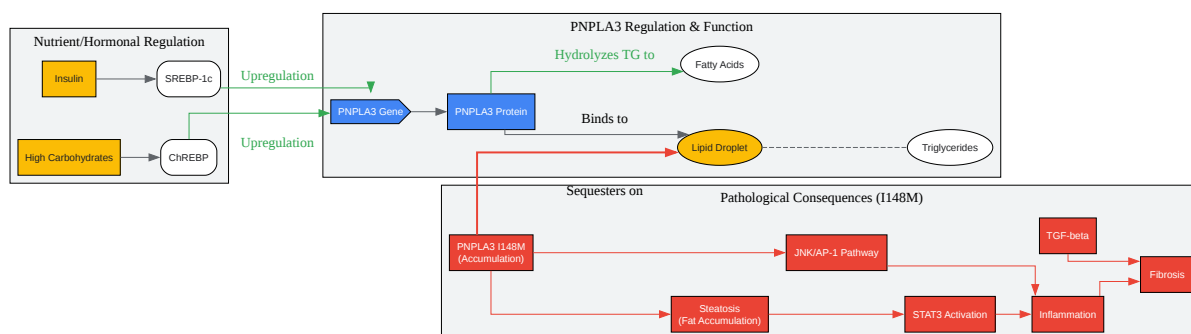 Nutrient/Hormonal Regulation
Insulin
SREBP-1c
High Carbohydrates
ChREBP
Upregulation
Upregulation
PNPLA3 Regulation & Function
PNPLA3 Gene
PNPLA3 Protein
Hydrolyzes TG to
Fatty Acids
Binds to
Lipid Droplet
Triglycerides
Sequesters on
Pathological Consequences (I148M)
PNPLA3 I148M
(Accumulation)
JNK/AP-1 Pathway
TGF-beta
Fibrosis
Steatosis
(Fat Accumulation)
STAT3 Activation
Inflammation